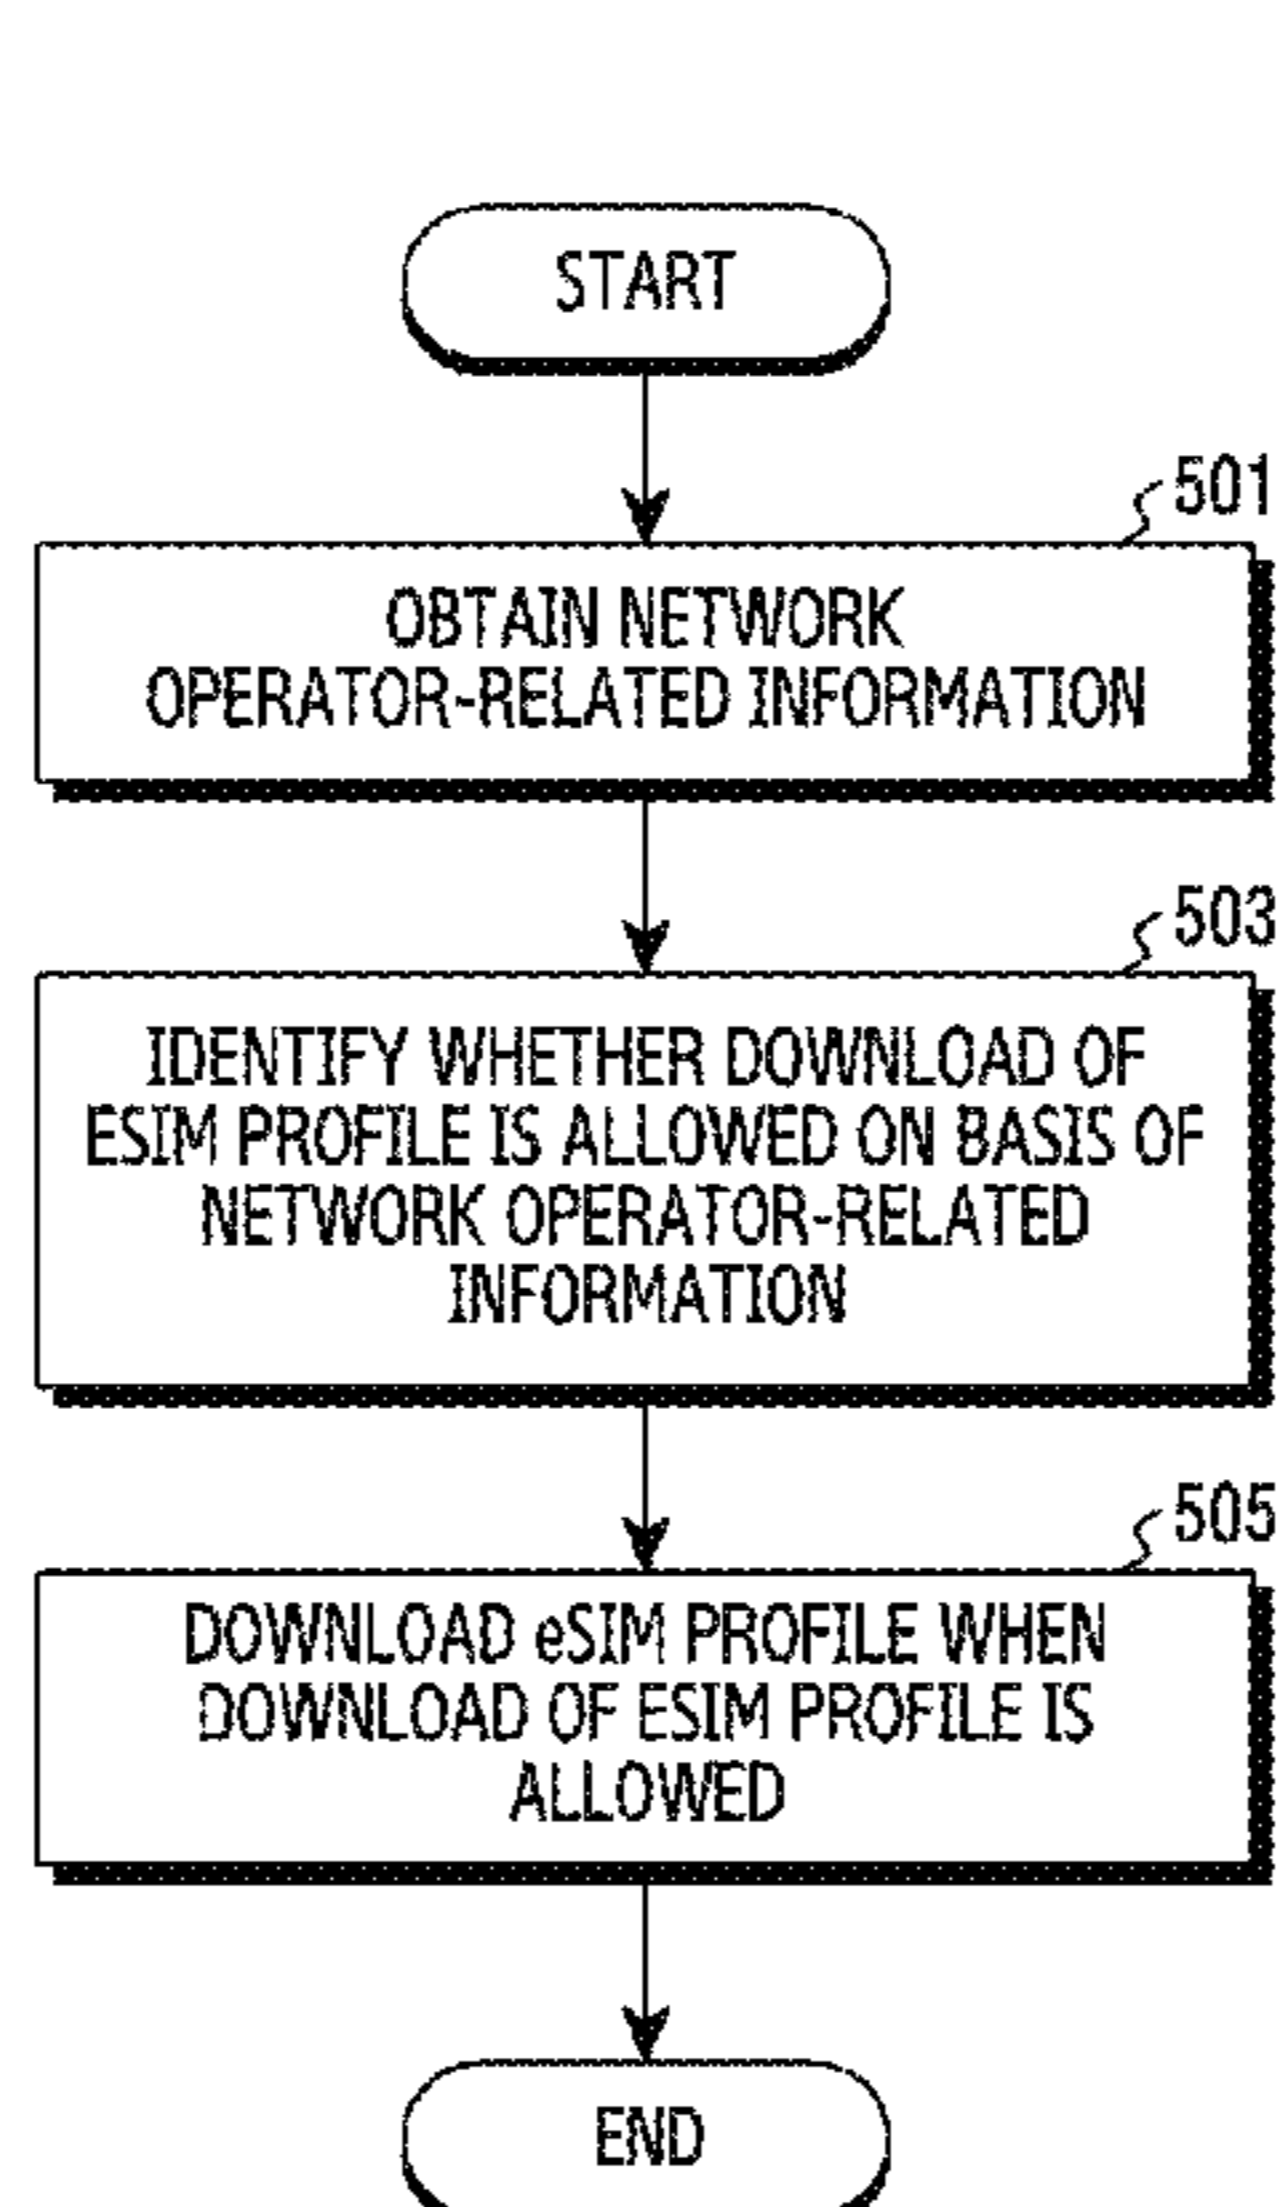 START
501
OBTAIN NETWORK
OPERATOR-RELATED INFORMATION
503
IDENTIFY WHETHER DOWNLOAD OF
ESIM PROFILE IS ALLOWED ON BASIS OF
NETWORK OPERATOR-RELATED
INFORMATION
505
DOWNLOAD eSIM PROFILE WHEN
DOWNLOAD OF ESIM PROFILE IS
ALLOWED
END